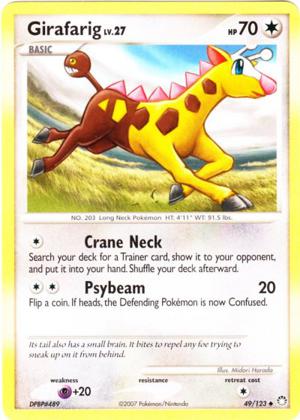 Girafarig LV.27 HP 70
BASIC
NO. 203 Long Neck Pokémon HT: 4'11" WT: 91.5 lbs.
Crane Neck
Search your deck for a Trainer card, show it to your opponent,
and put it into your hand. Shuffle your deck afterward.
Psybeam 20
Flip a coin. If heads, the Defending Pokémon is now Confused.
Its tail also has a small brain. It bites to repel any foe trying to
sneak up on it from behind.
Illus. Midori Harada
weakness resistance retreat cost
+20
DPBP#489 ©2007 Pokémon/Nintendo 49/123